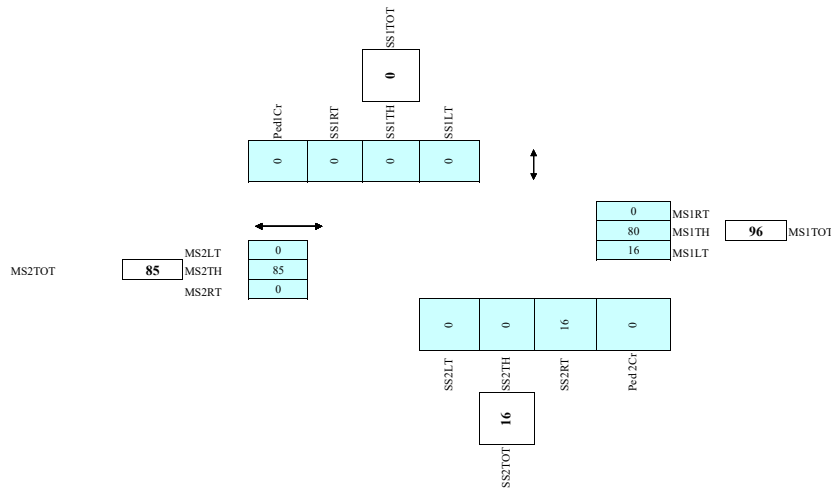 SS1TOT
0
Ped1Cr SS1RT SS1TH SS1LT
0 0 0 0
0 MS1RT
80 MS1TH 96 MS1TOT
16 MS1LT
MS2LT 0
MS2TOT 85 MS2TH 85
MS2RT 0
0 0 16 0
SS2LT SS2TH SS2RT Ped2Cr
16
SS2TOT